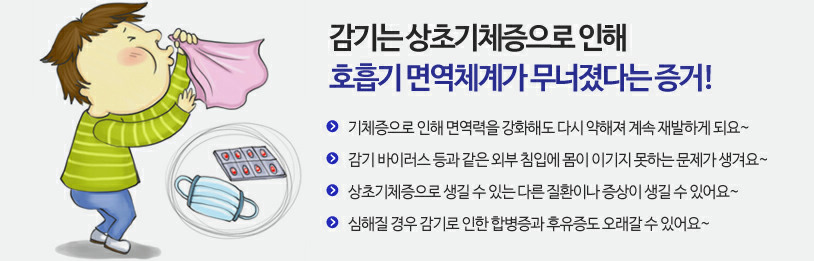 감기는 상초기체증으로 인해
호흡기 면역체계가 무너졌다는 증거!
기체증으로 인해 면역력을 강화해도 다시 약해져 계속 재발하게 되요~
감기 바이러스 등과 같은 외부 침입에 몸이 이기지 못하는 문제가 생겨요~
상초기체증으로 생길 수 있는 다른 질환이나 증상이 생길 수 있어요~
심해질 경우 감기로 인한 합병증과 후유증도 오래갈 수 있어요~